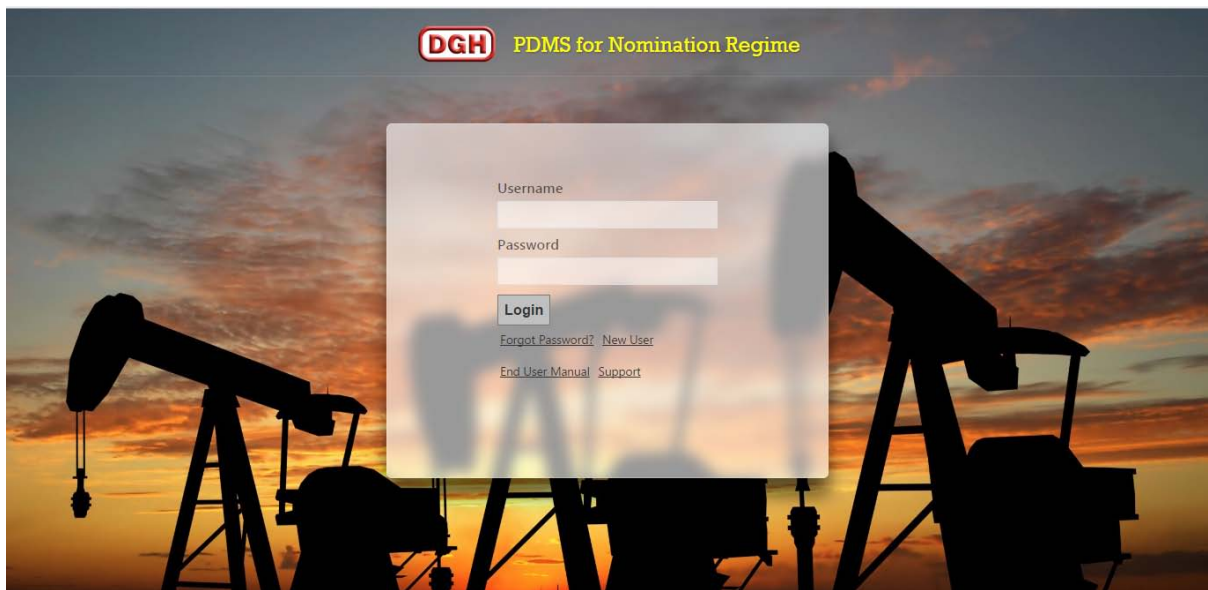 DGH PDMS for Nomination Regime
Username
Password
Login
Forgot Password? New User
End User Manual Support